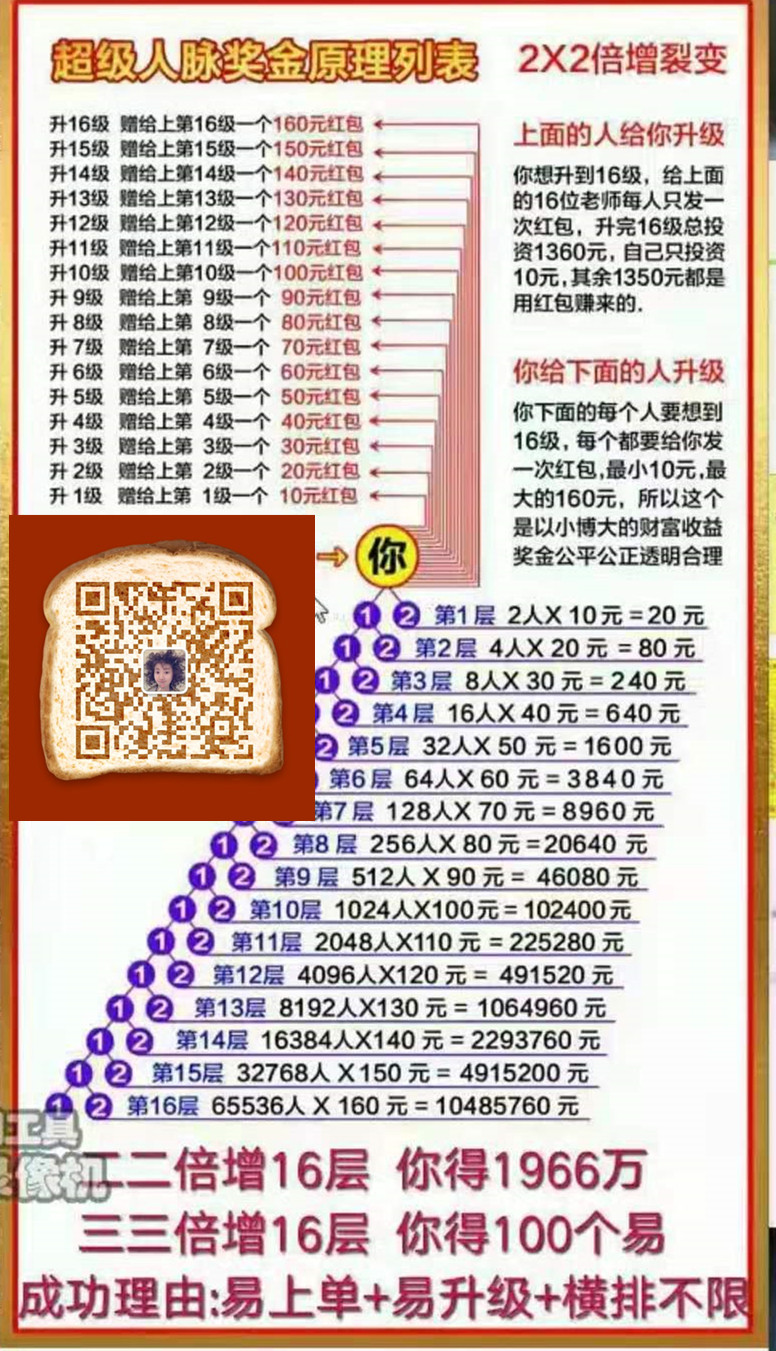 超级人脉奖金原理列表
2X2倍增裂变
升16级 赠给上第16级一个160元红包
升15级 赠给上第15级一个150元红包
升14级 赠给上第14级一个140元红包
升13级 赠给上第13级一个130元红包
升12级 赠给上第12级一个120元红包
升11级 赠给上第11级一个110元红包
升10级 赠给上第10级一个100元红包
升 9级 赠给上第 9级一个 90元红包
升 8级 赠给上第 8级一个 80元红包
升 7级 赠给上第 7级一个 70元红包
升 6级 赠给上第 6级一个 60元红包
升 5级 赠给上第 5级一个 50元红包
升 4级 赠给上第 4级一个 40元红包
升 3级 赠给上第 3级一个 30元红包
升 2级 赠给上第 2级一个 20元红包
升 1级 赠给上第 1级一个 10元红包
上面的人给你升级
你想升到16级，给上面
的16位老师每人只发一
次红包，升完16级总投
资1360元，自己只投资
10元,其余1350元都是
用红包赚来的.
你给下面的人升级
你下面的每个人要想到
16级，每个都要给你发
一次红包,最小10元,最
大的160元，所以这个
是以小博大的财富收益
奖金公平公正透明合理
你
1 2 第1层 2人X 10元 =20 元
1 2 第2层 4人X 20 元 = 80 元
1 2 第3层 8人X 30 元 = 240 元
2 第4层 16人X 40 元 = 640 元
2 第5层 32人X 50 元 = 1600 元
第6层 64人X 60 元 = 3840 元
第7层 128人X 70 元 = 8960 元
1 2 第8层 256人X 80 元 =20640 元
1 2 第9层 512人 X 90 元 = 46080 元
1 2 第10层 1024人X100元 = 102400元
1 2 第11层 2048人X110 元 = 225280 元
1 2 第12层 4096人X120 元 = 491520 元
1 2 第13层 8192人X130 元 = 1064960 元
1 2 第14层 16384人X140 元 = 2293760 元
1 2 第15层 32768人 X 150 元 = 4915200 元
1 2 第16层 65536人 X 160 元 = 10485760 元
工具
像机
二二倍增16层 你得1966万
三三倍增16层 你得100个易
成功理由:易上单+易升级+横排不限